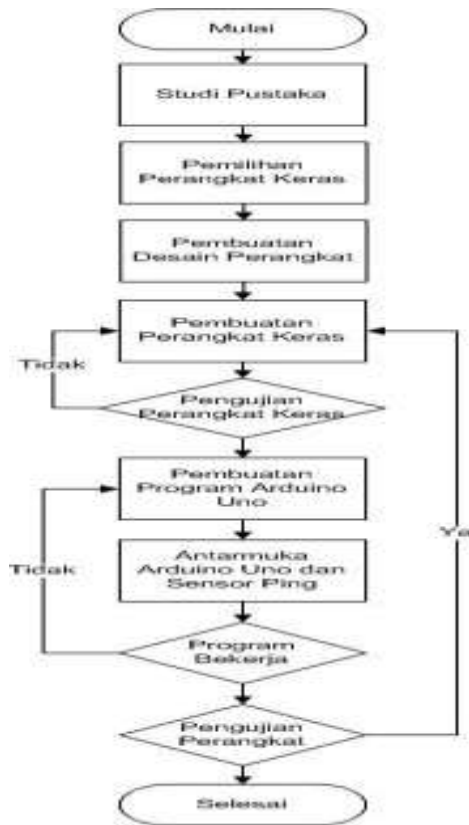 Mulai
Studi Pustaka
Pemilihan
Perangkat Keras
Pembuatan
Desain Perangkat
Pembuatan
Perangkat Keras
Tidak
Pengujian
Perangkat Keras
Pembuatan
Program Arduino
Uno
Ya
Antarmuka
Arduino Uno dan
Sensor Ping
Tidak
Program
Bekerja
Pengujian
Perangkat
Selesai